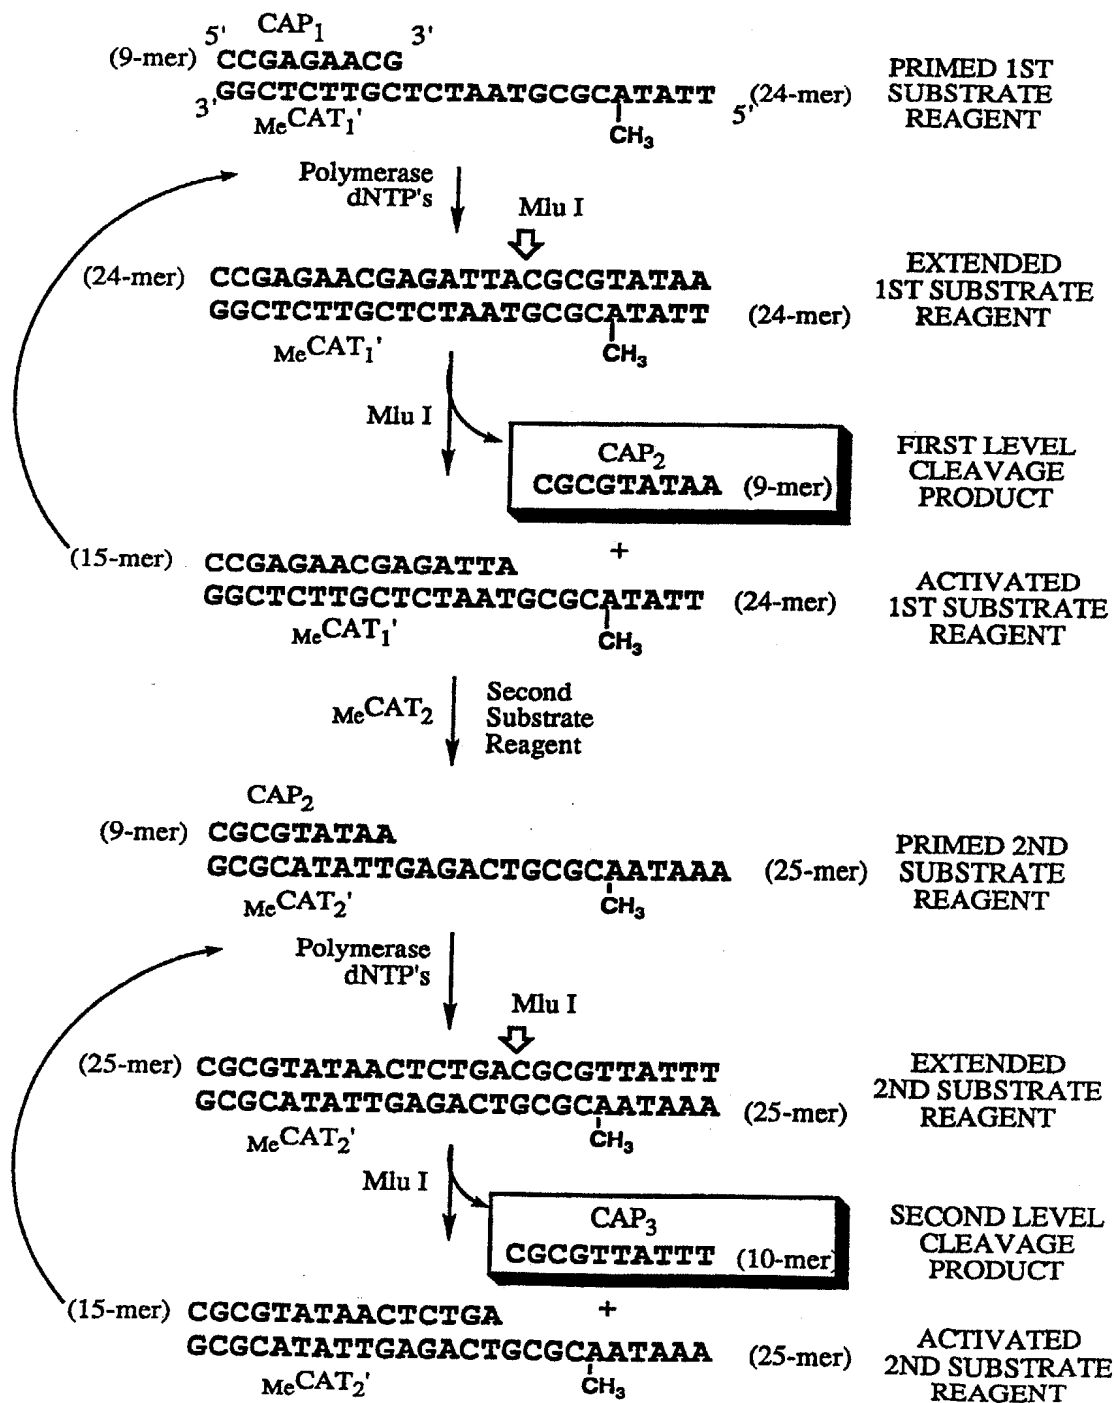 5' CAP1 3'
(9-mer) CCGAGAACG
3' GGCTCTTGCTCTAATGCGCATATT 5' (24-mer)
MeCAT1'
CH3
PRIMED 1ST
SUBSTRATE
REAGENT
Polymerase
dNTP's
Mlu I
(24-mer) CCGAGAACGAGATTACGCGTATAA
GGCTCTTGCTCTAATGCGCATATT (24-mer)
MeCAT1'
CH3
EXTENDED
1ST SUBSTRATE
REAGENT
Mlu I
CAP2
CGCGTATAA (9-mer)
FIRST LEVEL
CLEAVAGE
PRODUCT
+
(15-mer) CCGAGAACGAGATTA
GGCTCTTGCTCTAATGCGCATATT (24-mer)
MeCAT1'
CH3
ACTIVATED
1ST SUBSTRATE
REAGENT
MeCAT2
Second
Substrate
Reagent
CAP2
(9-mer) CGCGTATAA
GCGCATATTGAGACTGCGCAATAAA (25-mer)
MeCAT2'
CH3
PRIMED 2ND
SUBSTRATE
REAGENT
Polymerase
dNTP's
Mlu I
(25-mer) CGCGTATAACTCTGACGCGTTATTT
GCGCATATTGAGACTGCGCAATAAA (25-mer)
MeCAT2'
CH3
EXTENDED
2ND SUBSTRATE
REAGENT
Mlu I
CAP3
CGCGTTATTT (10-mer)
SECOND LEVEL
CLEAVAGE
PRODUCT
+
(15-mer) CGCGTATAACTCTGA
GCGCATATTGAGACTGCGCAATAAA (25-mer)
MeCAT2'
CH3
ACTIVATED
2ND SUBSTRATE
REAGENT